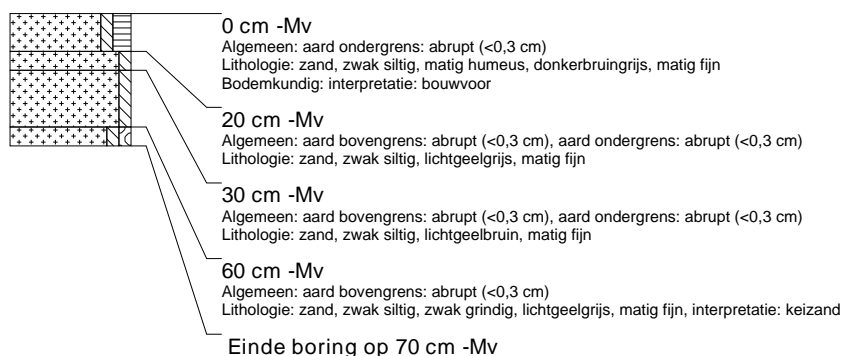 0 cm -Mv
Algemeen: aard ondergrens: abrupt (<0,3 cm)
Lithologie: zand, zwak siltig, matig humeus, donkerbruingrijs, matig fijn
Bodemkundig: interpretatie: bouwvoor
20 cm -Mv
Algemeen: aard bovengrens: abrupt (<0,3 cm), aard ondergrens: abrupt (<0,3 cm)
Lithologie: zand, zwak siltig, lichtgeelgrijs, matig fijn
30 cm -Mv
Algemeen: aard bovengrens: abrupt (<0,3 cm), aard ondergrens: abrupt (<0,3 cm)
Lithologie: zand, zwak siltig, lichtgeelbruin, matig fijn
60 cm -Mv
Algemeen: aard bovengrens: abrupt (<0,3 cm)
Lithologie: zand, zwak siltig, zwak grindig, lichtgeelgrijs, matig fijn, interpretatie: keizand
Einde boring op 70 cm -Mv